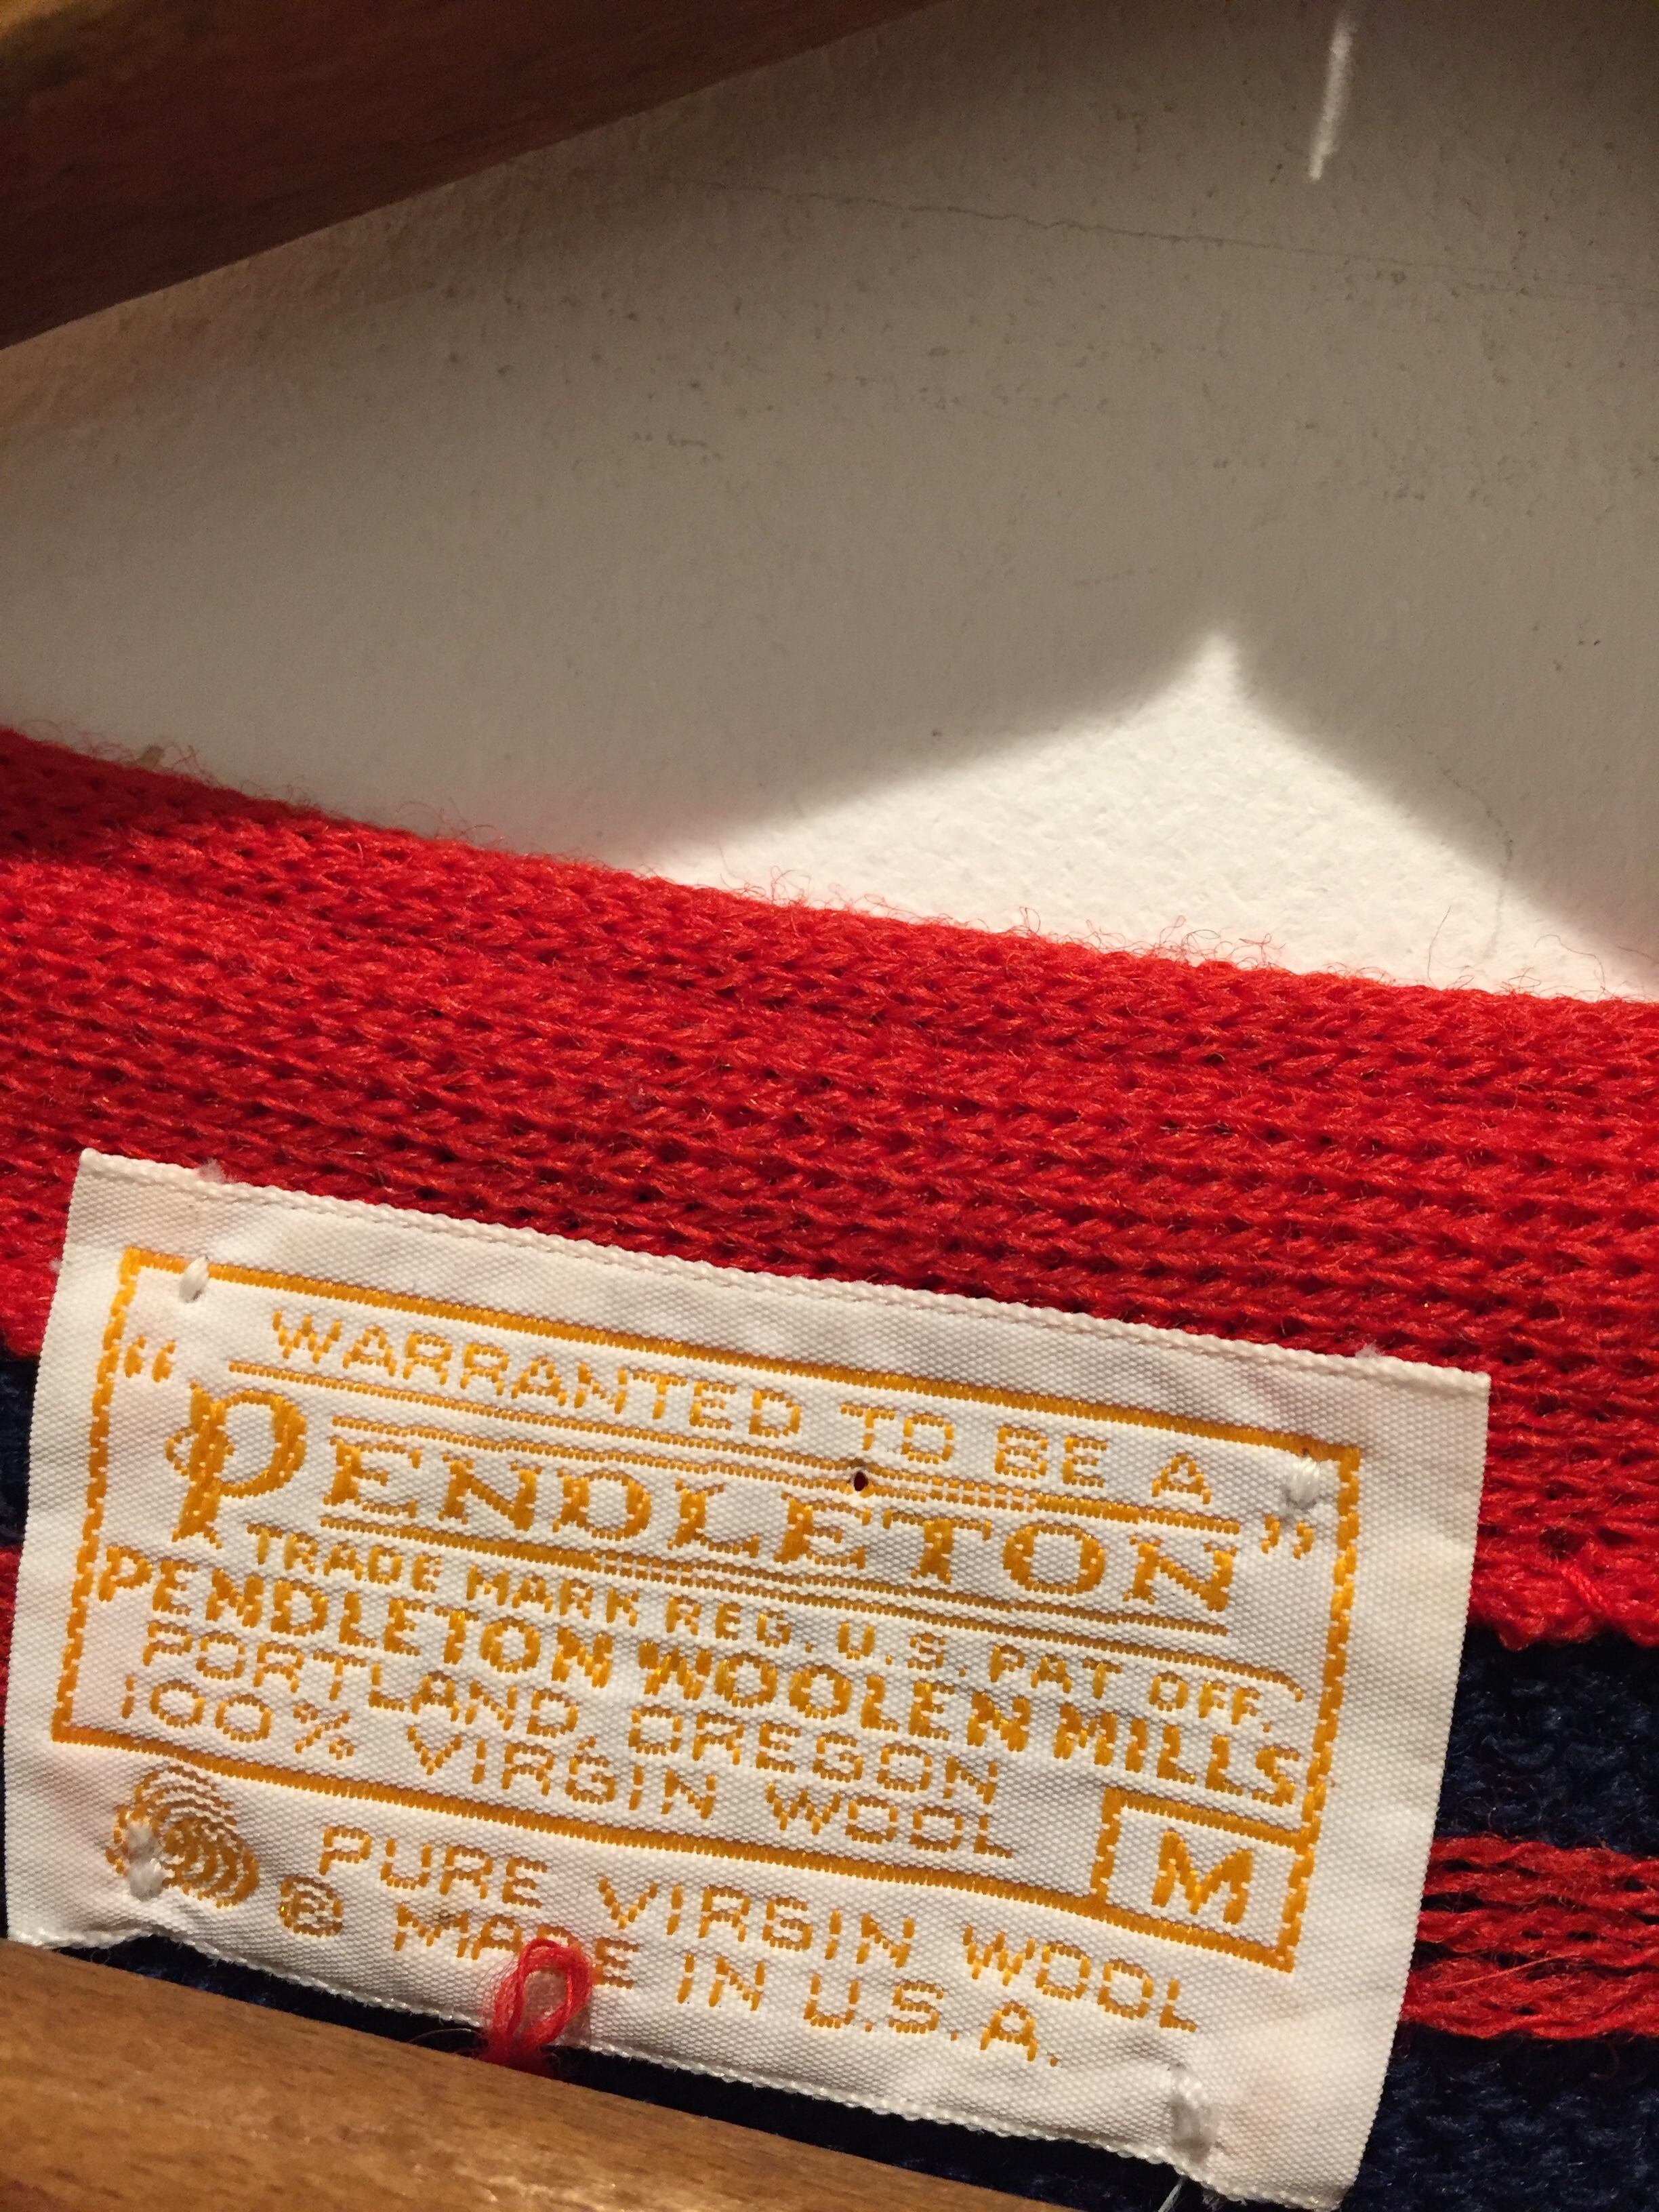 WARRANTED TO BE A
"PENDLETON"
TRADE MARK REG. U.S. PAT OFF.
PENDLETON WOOLEN MILLS
PORTLAND, OREGON
100% VIRGIN WOOL
M
PURE VIRGIN WOOL
® MADE IN U.S.A.